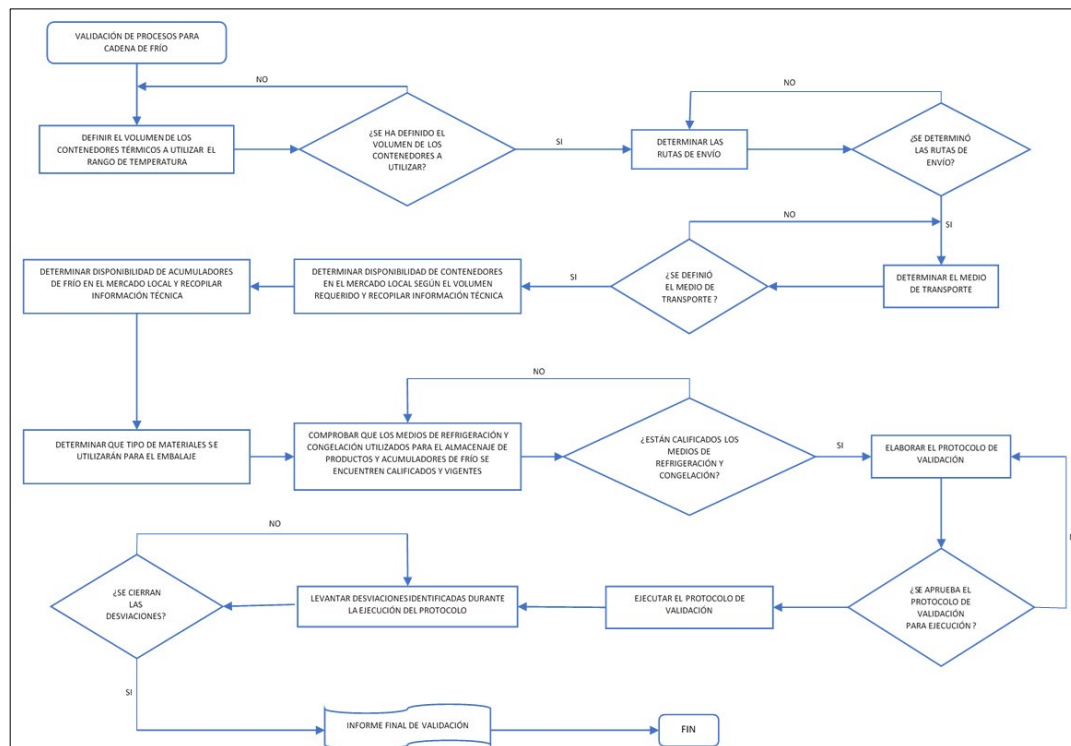 VALIDACIÓN DE PROCESOS PARA
CADENA DE FRÍO
NO
DEFINIR EL VOLUMEN DE LOS
CONTENEDORES TÉRMICOS A UTILIZAR EL
RANGO DE TEMPERATURA
¿SE HA DEFINIDO EL
VOLUMEN DE LOS
CONTENEDORES A
UTILIZAR?
SI
DETERMINAR LAS
RUTAS DE ENVÍO
NO
¿SE DETERMINÓ
LAS RUTAS DE
ENVÍO?
SI
DETERMINAR EL MEDIO
DE TRANSPORTE
NO
¿SE DEFINIÓ
EL MEDIO DE
TRANSPORTE ?
SI
DETERMINAR DISPONIBILIDAD DE CONTENEDORES
EN EL MERCADO LOCAL SEGÚN EL VOLUMEN
REQUERIDO Y RECOPILAR INFORMACIÓN TÉCNICA
DETERMINAR DISPONIBILIDAD DE ACUMULADORES
DE FRÍO EN EL MERCADO LOCAL Y RECOPILAR
INFORMACIÓN TÉCNICA
DETERMINAR QUE TIPO DE MATERIALES SE
UTILIZARÁN PARA EL EMBALAJE
COMPROBAR QUE LOS MEDIOS DE REFRIGERACIÓN Y
CONGELACIÓN UTILIZADOS PARA EL ALMACENAJE DE
PRODUCTOS Y ACUMULADORES DE FRÍO SE
ENCUENTREN CALIFICADOS Y VIGENTES
NO
¿ESTÁN CALIFICADOS LOS
MEDIOS DE
REFRIGERACIÓN Y
CONGELACIÓN?
SI
ELABORAR EL PROTOCOLO DE
VALIDACIÓN
¿SE APRUEBA EL
PROTOCOLO DE
VALIDACIÓN
PARA EJECUCIÓN ?
EJECUTAR EL PROTOCOLO DE
VALIDACIÓN
LEVANTAR DESVIACIONESIDENTIFICADAS DURANTE
LA EJECUCIÓN DEL PROTOCOLO
NO
¿SE CIERRAN
LAS
DESVIACIONES?
SI
INFORME FINAL DE VALIDACIÓN
FIN